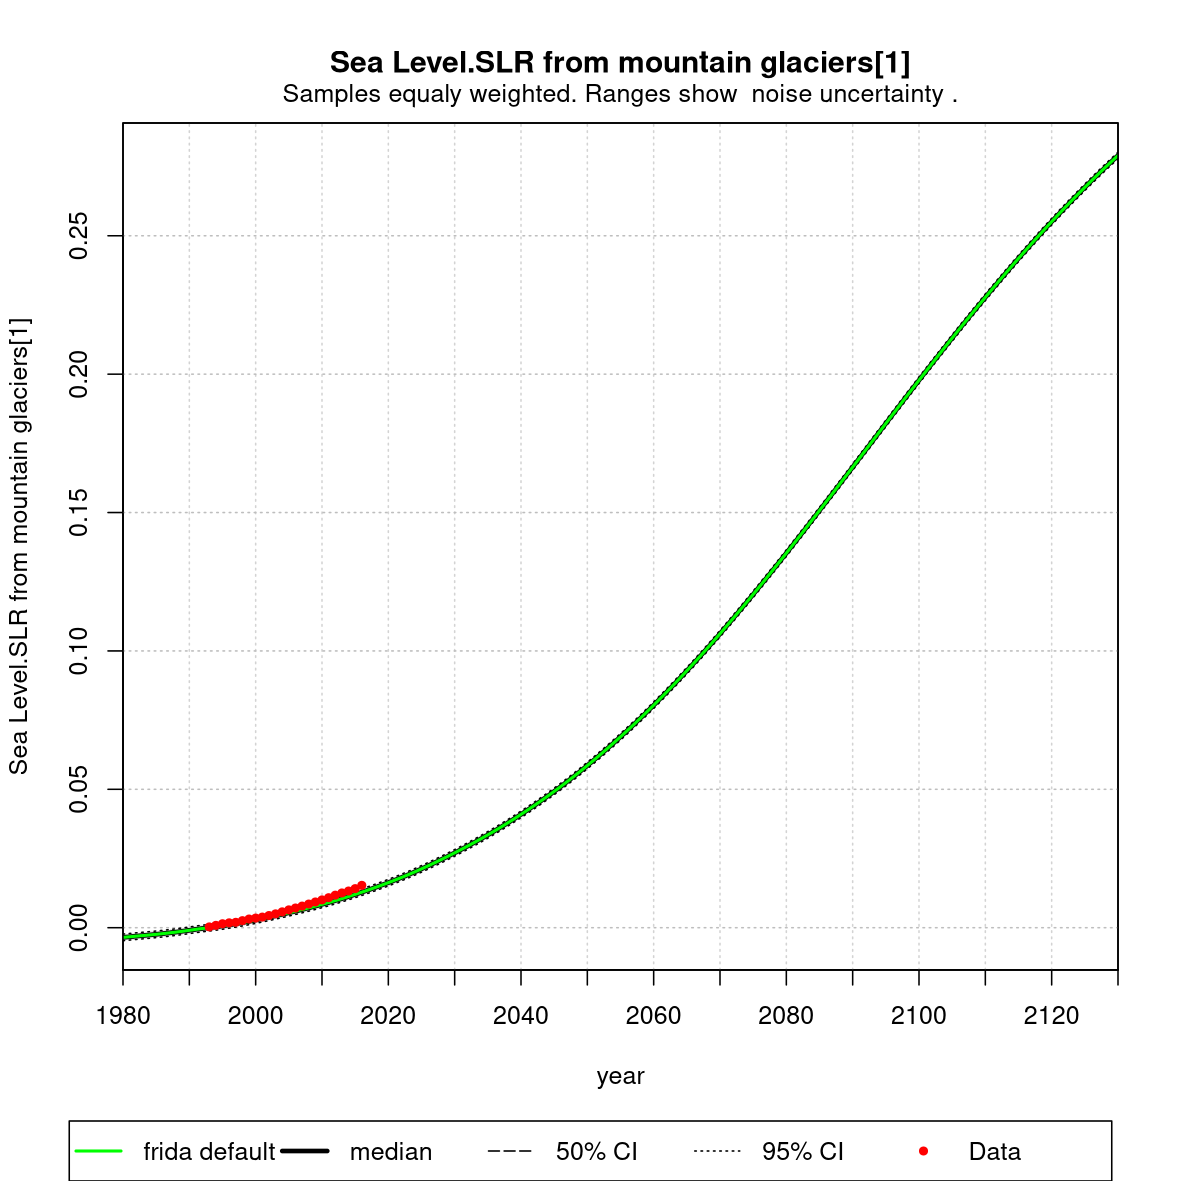 Sea Level.SLR from mountain glaciers[1]
Samples equaly weighted. Ranges show  noise uncertainty .
Sea Level.SLR from mountain glaciers[1]
0.25
0.20
0.15
0.10
0.05
0.00
1980 2000 2020 2040 2060 2080 2100 2120
year
frida default median 50% CI 95% CI Data